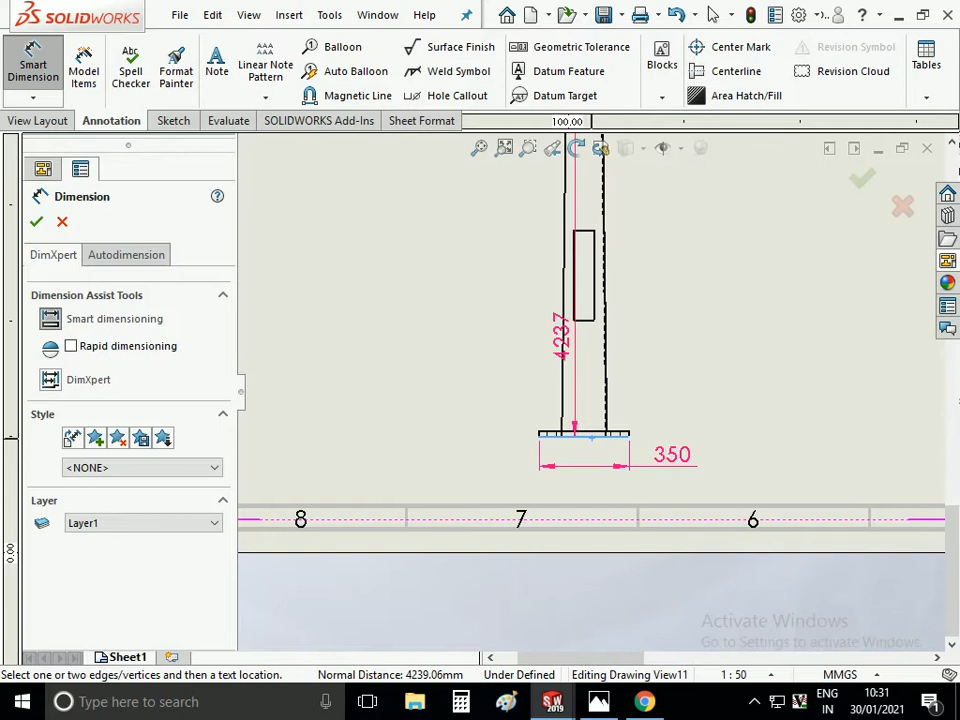 SOLIDWORKS
File Edit View Insert Tools Window Help
Smart Dimension
Model Items
Spell Checker
Format Painter
Note
Linear Note Pattern
Balloon
Auto Balloon
Magnetic Line
Surface Finish
Weld Symbol
Hole Callout
Geometric Tolerance
Datum Feature
Datum Target
Blocks
Center Mark
Centerline
Area Hatch/Fill
Revision Symbol
Revision Cloud
Tables
View Layout Annotation Sketch Evaluate SOLIDWORKS Add-Ins Sheet Format
100.00
Dimension
DimXpert Autodimension
Dimension Assist Tools
Smart dimensioning
Rapid dimensioning
DimXpert
Style
<NONE>
Layer
Layer1
4237
350
8 7 6
0.00
Activate Windows
Go to Settings to activate Windows.
Sheet1
Select one or two edges/vertices and then a text location. Normal Distance: 4239.06mm Under Defined Editing Drawing View11 1 : 50 MMGS
Type here to search
SW 2019
ENG IN
10:31
30/01/2021
1